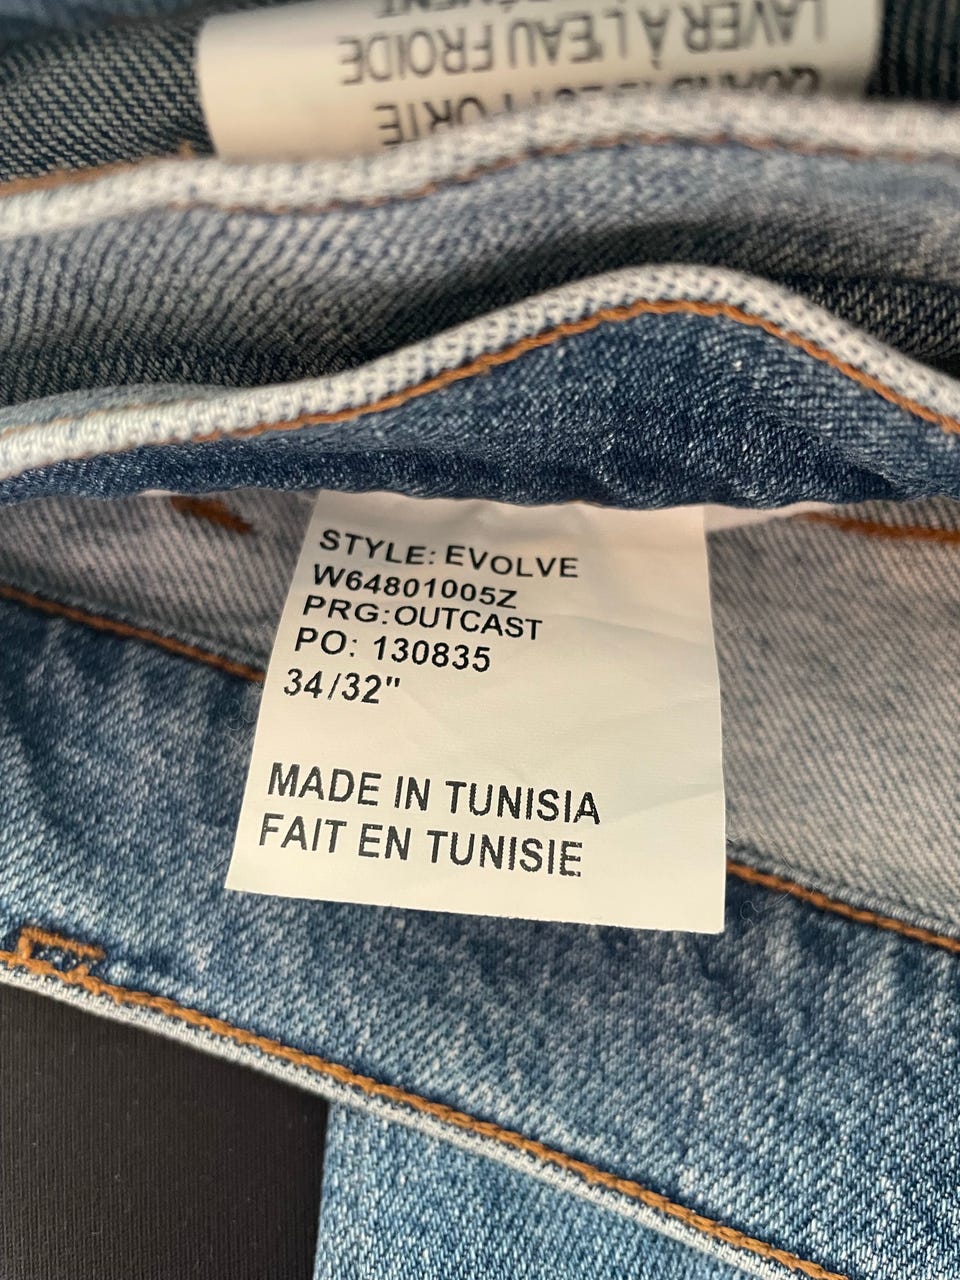 LAVER À L'EAU FROIDE
STYLE: EVOLVE
W64801005Z
PRG:OUTCAST
PO: 130835
34/32"
MADE IN TUNISIA
FAIT EN TUNISIE